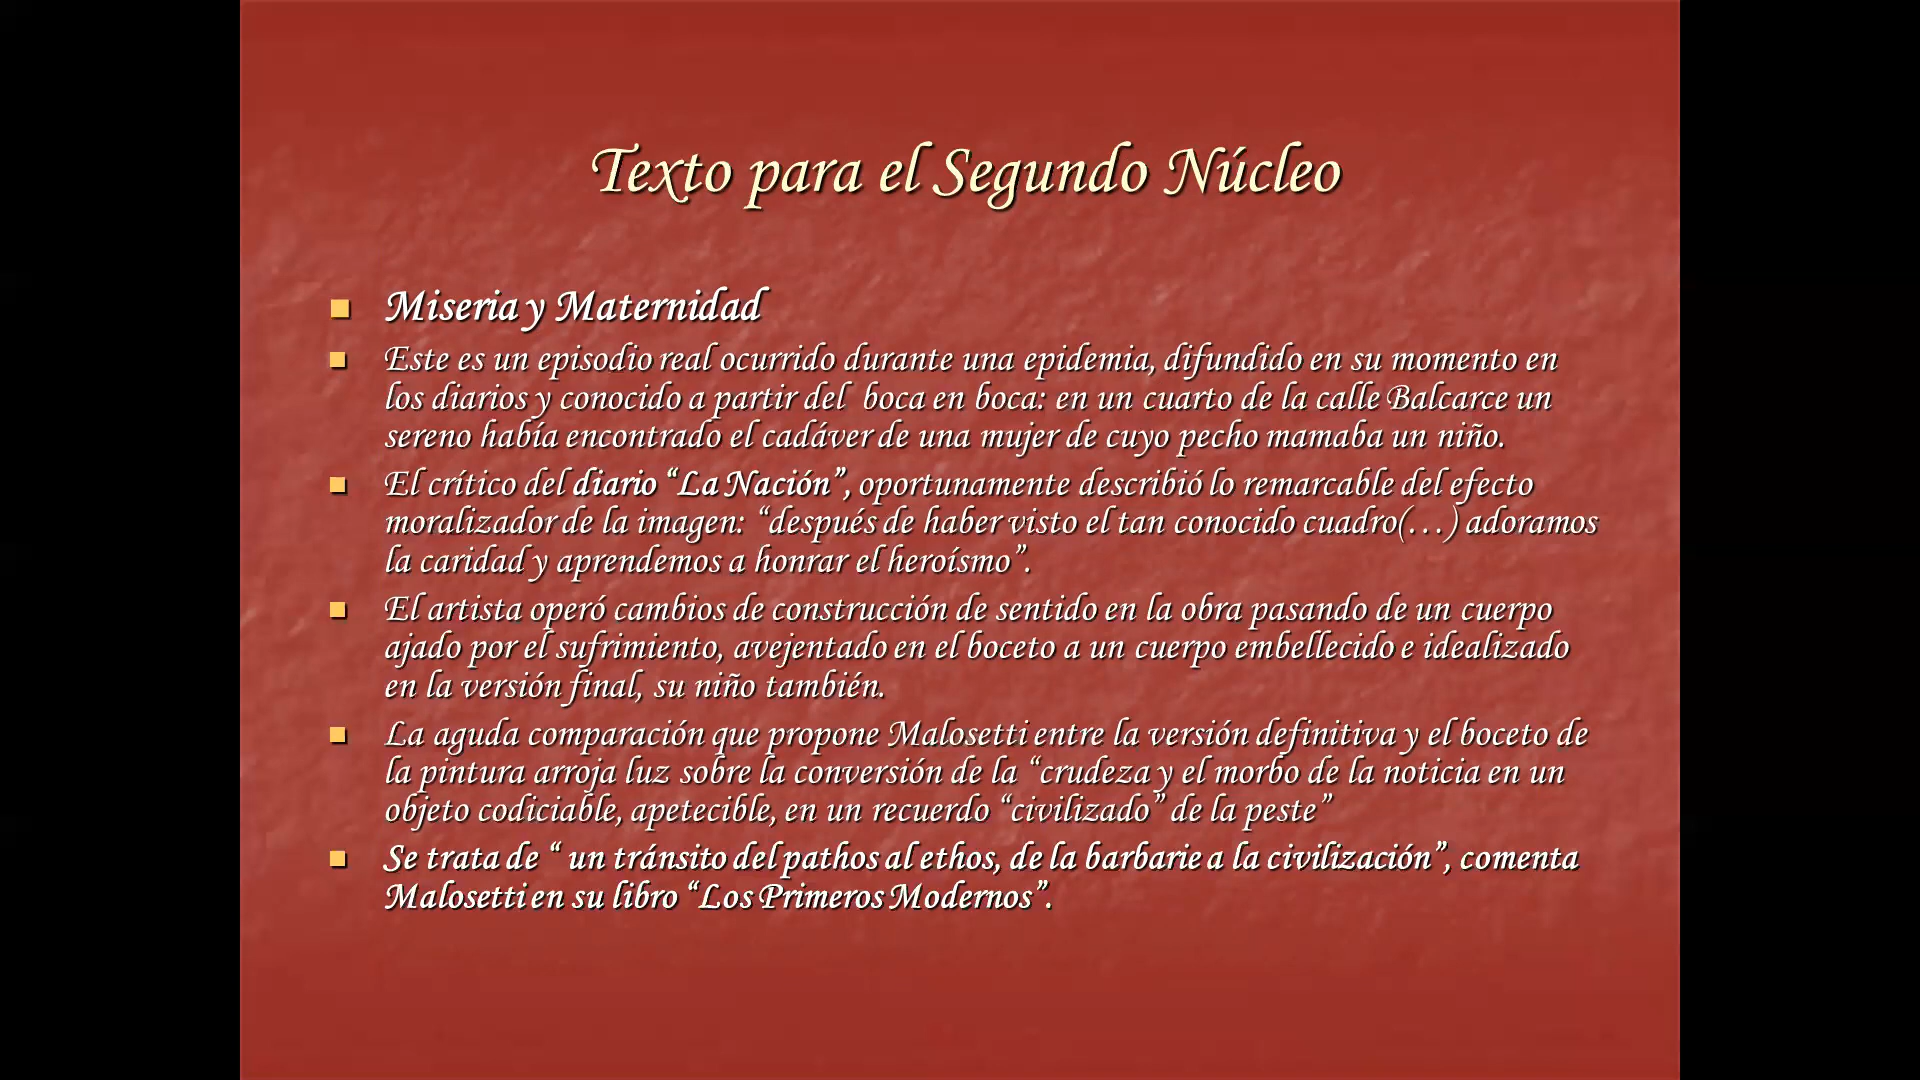 Texto para el Segundo Núcleo
Miseria y Maternidad
Este es un episodio real ocurrido durante una epidemia, difundido en su momento en
los diarios y conocido a partir del boca en boca: en un cuarto de la calle Balcarce un
sereno había encontrado el cadáver de una mujer de cuyo pecho mamaba un niño.
El crítico del diario “La Nación”, oportunamente describió lo remarcable del efecto
moralizador de la imagen: “después de haber visto el tan conocido cuadro(…) adoramos
la caridad y aprendemos a honrar el heroísmo”.
El artista operó cambios de construcción de sentido en la obra pasando de un cuerpo
ajado por el sufrimiento, avejentado en el boceto a un cuerpo embellecido e idealizado
en la versión final, su niño también.
La aguda comparación que propone Malosetti entre la versión definitiva y el boceto de
la pintura arroja luz sobre la conversión de la “crudeza y el morbo de la noticia en un
objeto codiciable, apetecible, en un recuerdo “civilizado” de la peste”
Se trata de “ un tránsito del pathos al ethos, de la barbarie a la civilización”, comenta
Malosetti en su libro “Los Primeros Modernos”.